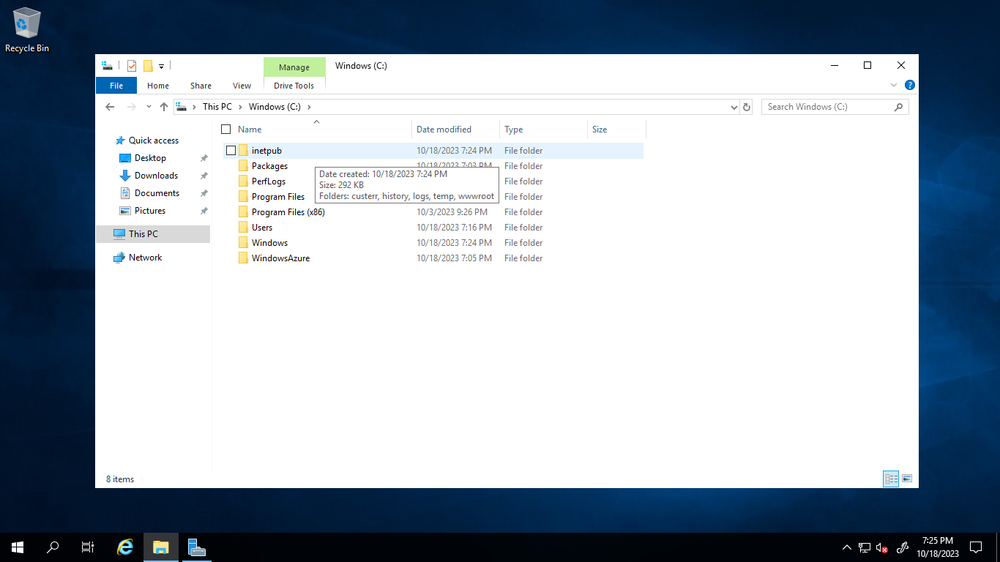 Recycle Bin
Manage
Windows (C:)
File
Home
Share
View
Drive Tools
This PC
Windows (C:)
Search Windows (C:)
Name
Date modified
Type
Size
Quick access
Desktop
Downloads
Documents
Pictures
This PC
Network
inetpub 10/18/2023 7:24 PM File folder
Packages 10/18/2023 7:03 PM File folder
PerfLogs File folder
Program Files File folder
Program Files (x86) 10/3/2023 9:26 PM File folder
Users 10/18/2023 7:16 PM File folder
Windows 10/18/2023 7:24 PM File folder
WindowsAzure 10/18/2023 7:05 PM File folder
Date created: 10/18/2023 7:24 PM
Size: 292 KB
Folders: custerr, history, logs, temp, wwwroot
8 items
7:25 PM
10/18/2023